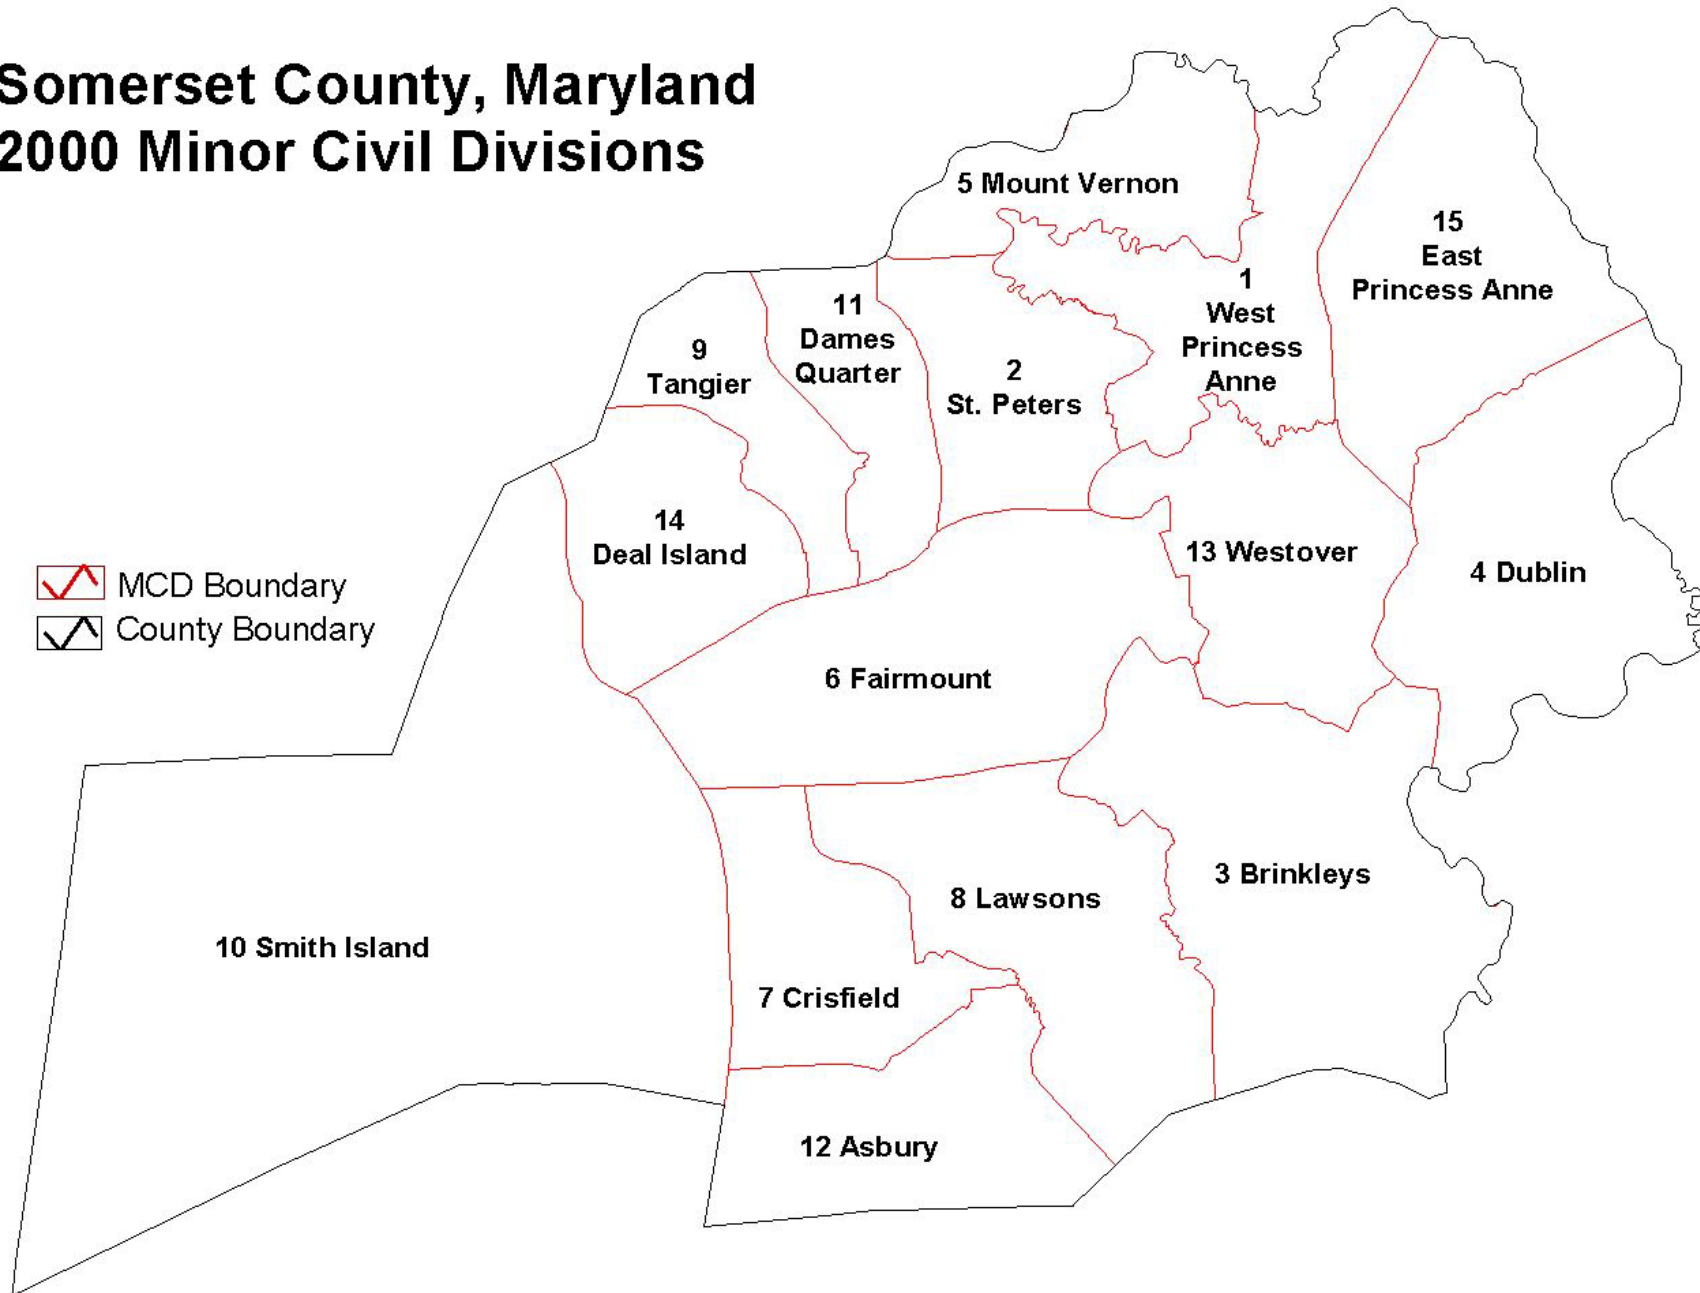 Somerset County, Maryland
2000 Minor Civil Divisions
5 Mount Vernon
15
East
Princess Anne
1
West
Princess
Anne
11
Dames
Quarter
9
Tangier
2
St. Peters
14
Deal Island
13 Westover
4 Dublin
MCD Boundary
County Boundary
6 Fairmount
3 Brinkleys
8 Lawsons
10 Smith Island
7 Crisfield
12 Asbury